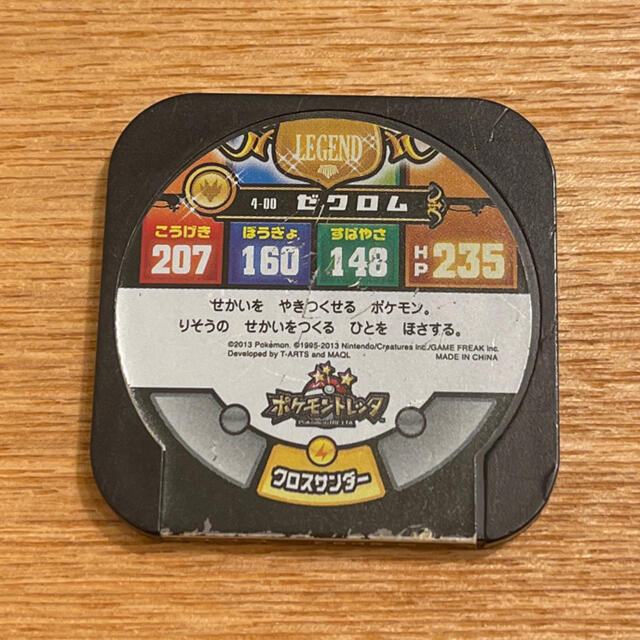 LEGEND
4-00 ゼクロム
こうげき ぼうぎょ すばやさ HP
207 160 148 235
せかいを やきつくせる ポケモン。
りそうの せかいをつくる ひとを ほさする。
©2013 Pokémon. ©1995-2013 Nintendo/Creatures Inc./GAME FREAK inc.
Developed by T-ARTS and MAQL MADE IN CHINA
ポケモントレッタ
POKÉMON TRETTA
クロスサンダー